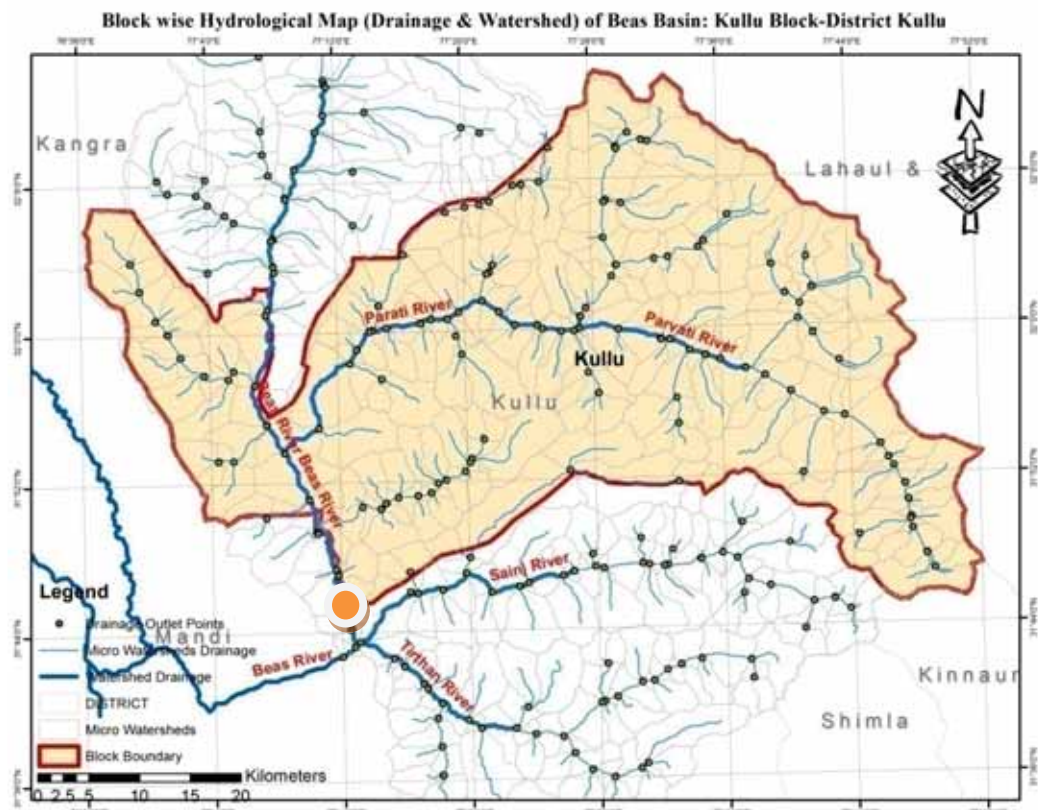 Block wise Hydrological Map (Drainage & Watershed) of Beas Basin: Kullu Block-District Kullu
N
Kangra
Lahaul &
Parati River
Parvati River
Kullu
Kullu
Beas River
Beas River
Sainj River
Tirthan River
Beas River
Mandi
Kinnaur
Shimla
Legend
Drainage Outlet Points
Micro Watersheds Drainage
Watershed Drainage
DISTRICT
Micro Watersheds
Block Boundary
Kilometers
0 2.5 5 10 15 20